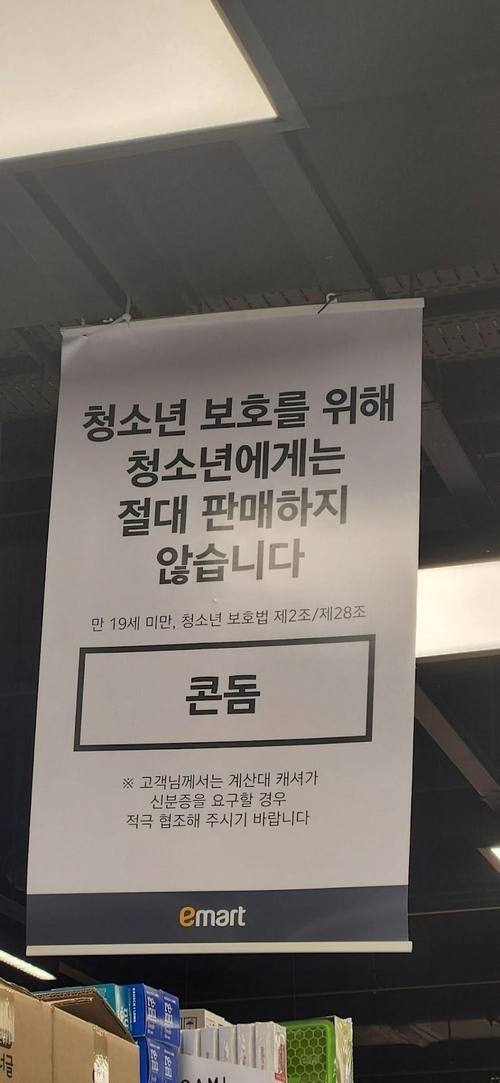 청소년 보호를 위해
청소년에게는
절대 판매하지
않습니다
만 19세 미만, 청소년 보호법 제2조/제28조
콘돔
※ 고객님께서는 계산대 캐셔가
신분증을 요구할 경우
적극 협조해 주시기 바랍니다
emart